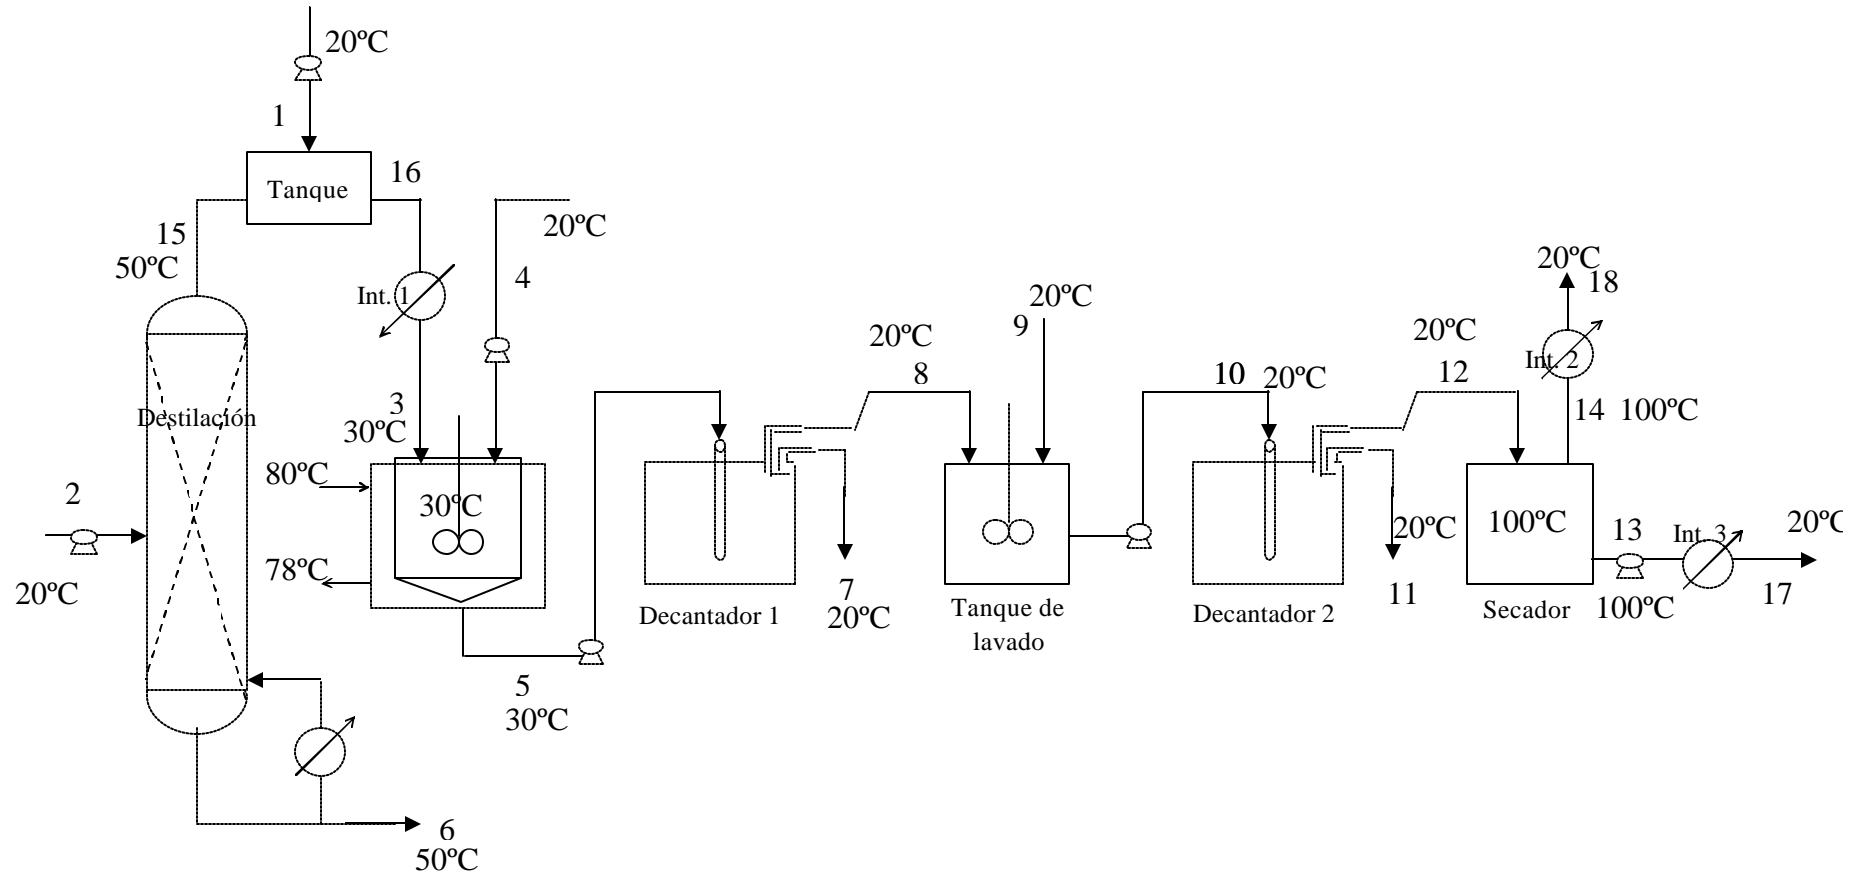 20ºC
1
Tanque
16
15
50ºC
20ºC
4
Int. 1
3
30ºC
80ºC
30ºC
78ºC
Destilación
2
20ºC
5
30ºC
6
50ºC
Decantador 1
7
20ºC
20ºC
8
20ºC
9
Tanque de
lavado
10 20ºC
Decantador 2
20ºC
11
20ºC
12
20ºC
18
Int. 2
14 100ºC
100ºC
Secador
13
100ºC
Int. 3
20ºC
17